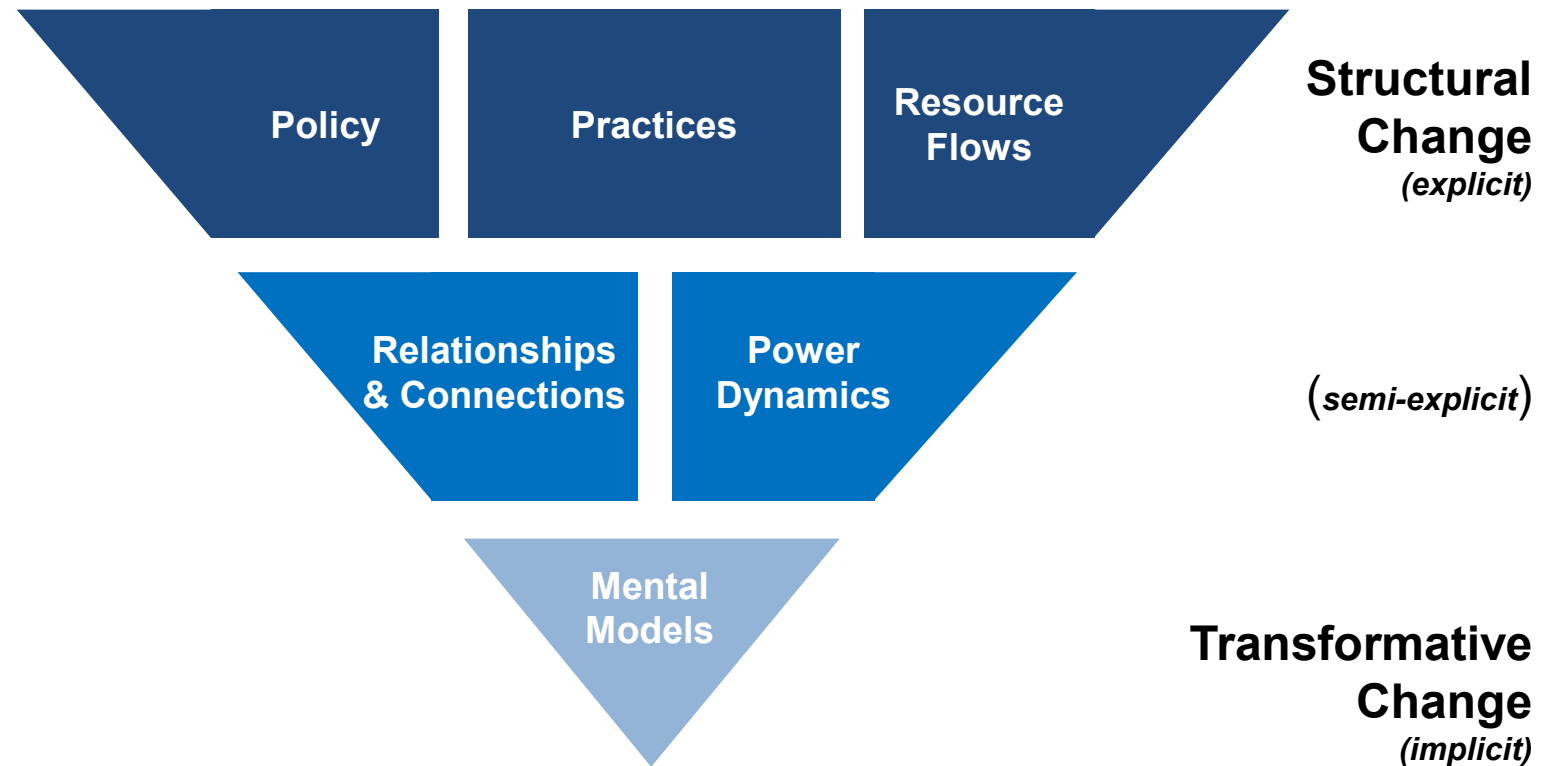 Policy
Practices
Resource
Flows
Structural
Change
(explicit)
Relationships
& Connections
Power
Dynamics
(semi-explicit)
Mental
Models
Transformative
Change
(implicit)